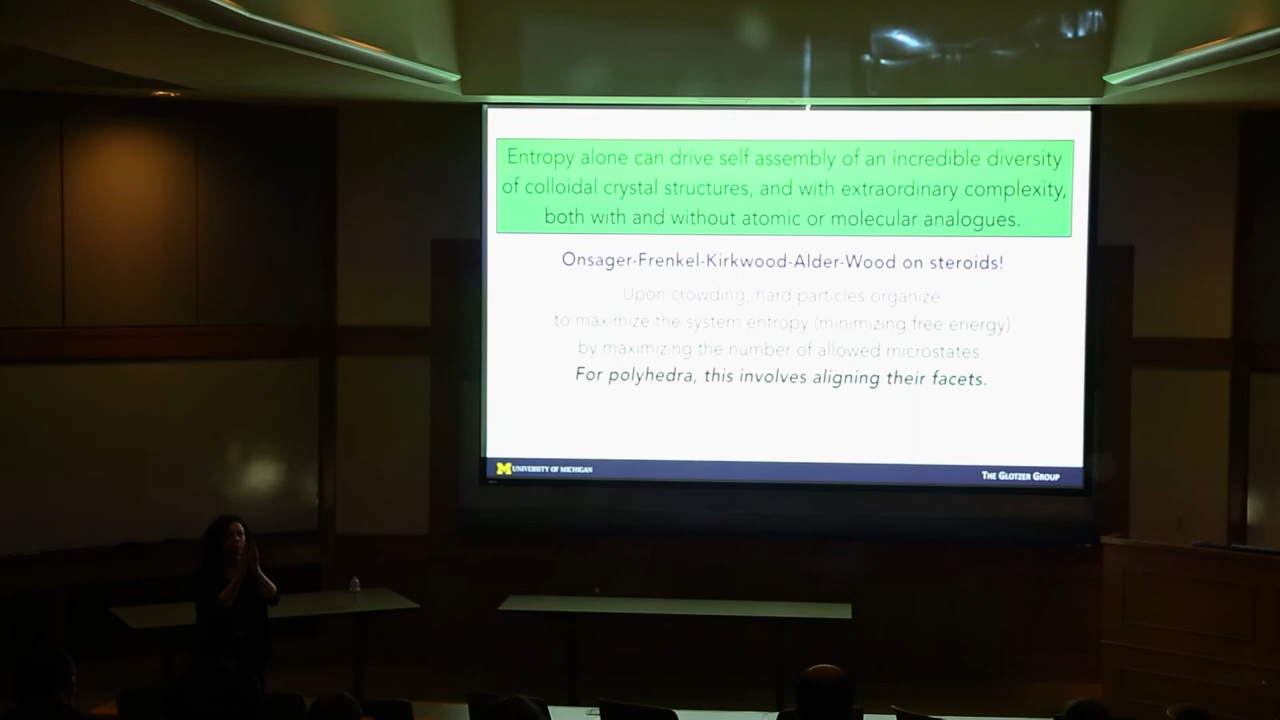 Entropy alone can drive self assembly of an incredible diversity
of colloidal crystal structures, and with extraordinary complexity,
both with and without atomic or molecular analogues.
Onsager-Frenkel-Kirkwood-Alder-Wood on steroids!
Upon crowding, hard particles organize
to maximize the system entropy (minimizing free energy)
by maximizing the number of allowed microstates.
For polyhedra, this involves aligning their facets.
M UNIVERSITY OF MICHIGAN
THE GLOTZER GROUP